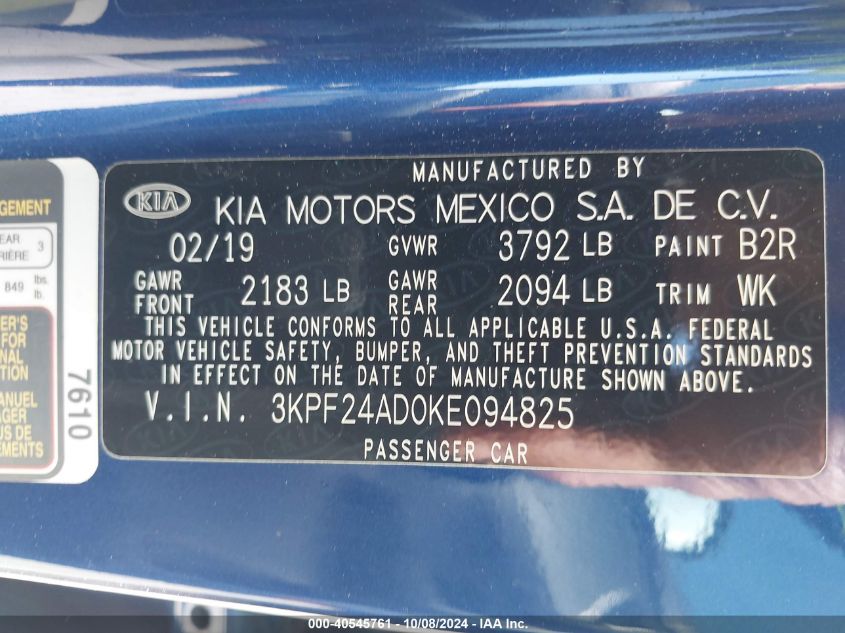 MANUFACTURED BY
KIA KIA MOTORS MEXICO S.A. DE C.V.
02/19 GVWR 3792 LB PAINT B2R
GAWR FRONT 2183 LB GAWR REAR 2094 LB TRIM WK
THIS VEHICLE CONFORMS TO ALL APPLICABLE U.S.A. FEDERAL
MOTOR VEHICLE SAFETY, BUMPER, AND THEFT PREVENTION STANDARDS
IN EFFECT ON THE DATE OF MANUFACTURE SHOWN ABOVE.
V.I.N. 3KPF24AD0KE094825
PASSENGER CAR
3
849 lbs.
lb.
FOR
US DE
7610
000-40545761 - 10/08/2024 - IAA Inc.